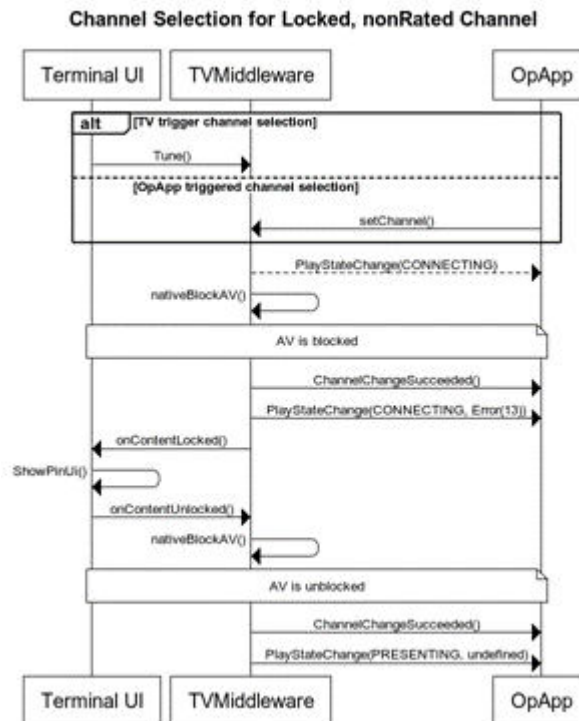 Channel Selection for Locked, nonRated Channel
Terminal UI
TVMiddleware
OpApp
alt
[TV trigger channel selection]
Tune()
[OpApp triggered channel selection]
setChannel()
PlayStateChange(CONNECTING)
nativeBlockAV()
AV is blocked
ChannelChangeSucceeded()
PlayStateChange(CONNECTING, Error(13))
onContentLocked()
ShowPinUi()
onContentUnlocked()
nativeBlockAV()
AV is unblocked
ChannelChangeSucceeded()
PlayStateChange(PRESENTING, undefined)
Terminal UI
TVMiddleware
OpApp